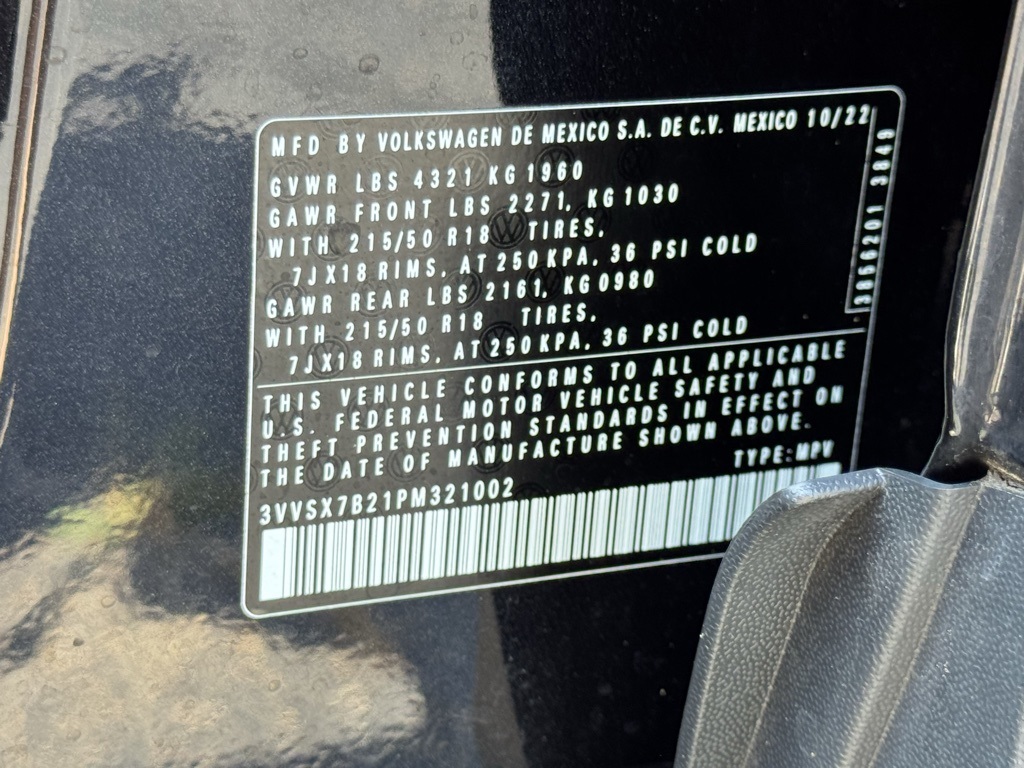 MFD BY VOLKSWAGEN DE MEXICO S.A. DE C.V. MEXICO 10/22
GVWR LBS 4321 KG 1960
GAWR FRONT LBS 2271, KG 1030
WITH 215/50 R18 TIRES,
7JX18 RIMS, AT 250 KPA, 36 PSI COLD
GAWR REAR LBS 2161, KG 0980
WITH 215/50 R18 TIRES,
7JX18 RIMS, AT 250 KPA, 36 PSI COLD
THIS VEHICLE CONFORMS TO ALL APPLICABLE
U.S. FEDERAL MOTOR VEHICLE SAFETY AND
THEFT PREVENTION STANDARDS IN EFFECT ON
THE DATE OF MANUFACTURE SHOWN ABOVE.
TYPE: MPV
3VVSX7B21PM321002
3866201 3849